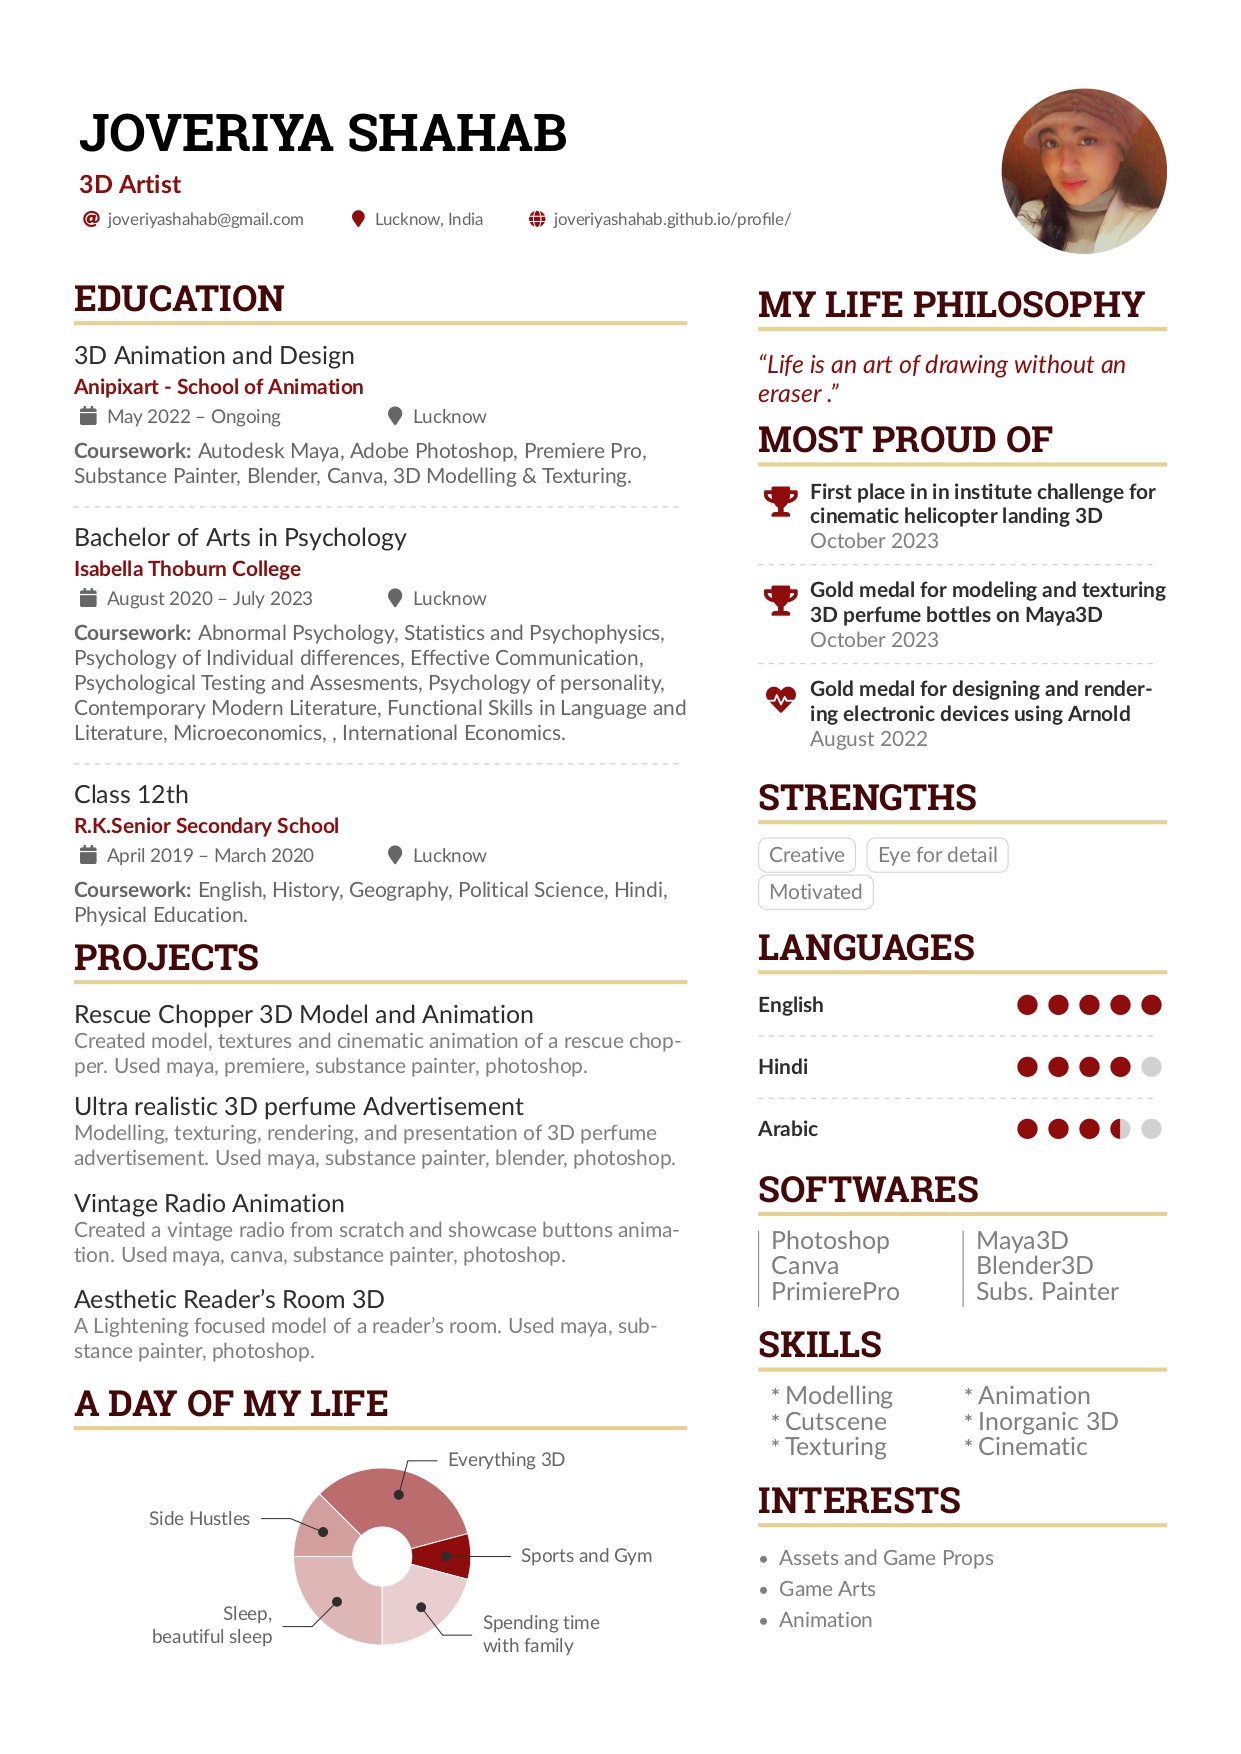 JOVERIYA SHAHAB
3D Artist
joveriyashahab@gmail.com Lucknow, India joveriyashahab.github.io/profile/
EDUCATION
3D Animation and Design
Anipixart - School of Animation
May 2022 – Ongoing Lucknow
Coursework: Autodesk Maya, Adobe Photoshop, Premiere Pro,
Substance Painter, Blender, Canva, 3D Modelling & Texturing.
Bachelor of Arts in Psychology
Isabella Thoburn College
August 2020 – July 2023 Lucknow
Coursework: Abnormal Psychology, Statistics and Psychophysics,
Psychology of Individual differences, Effective Communication,
Psychological Testing and Assesments, Psychology of personality,
Contemporary Modern Literature, Functional Skills in Language and
Literature, Microeconomics, , International Economics.
Class 12th
R.K.Senior Secondary School
April 2019 – March 2020 Lucknow
Coursework: English, History, Geography, Political Science, Hindi,
Physical Education.
PROJECTS
Rescue Chopper 3D Model and Animation
Created model, textures and cinematic animation of a rescue chop-
per. Used maya, premiere, substance painter, photoshop.
Ultra realistic 3D perfume Advertisement
Modelling, texturing, rendering, and presentation of 3D perfume
advertisement. Used maya, substance painter, blender, photoshop.
Vintage Radio Animation
Created a vintage radio from scratch and showcase buttons anima-
tion. Used maya, canva, substance painter, photoshop.
Aesthetic Reader’s Room 3D
A Lightening focused model of a reader’s room. Used maya, sub-
stance painter, photoshop.
A DAY OF MY LIFE
Everything 3D
Side Hustles
Sports and Gym
Sleep,
beautiful sleep
Spending time
with family
MY LIFE PHILOSOPHY
“Life is an art of drawing without an
eraser .”
MOST PROUD OF
First place in in institute challenge for
cinematic helicopter landing 3D
October 2023
Gold medal for modeling and texturing
3D perfume bottles on Maya3D
October 2023
Gold medal for designing and render-
ing electronic devices using Arnold
August 2022
STRENGTHS
Creative Eye for detail
Motivated
LANGUAGES
English
Hindi
Arabic
SOFTWARES
Photoshop Maya3D
Canva Blender3D
PrimierePro Subs. Painter
SKILLS
* Modelling * Animation
* Cutscene * Inorganic 3D
* Texturing * Cinematic
INTERESTS
• Assets and Game Props
• Game Arts
• Animation